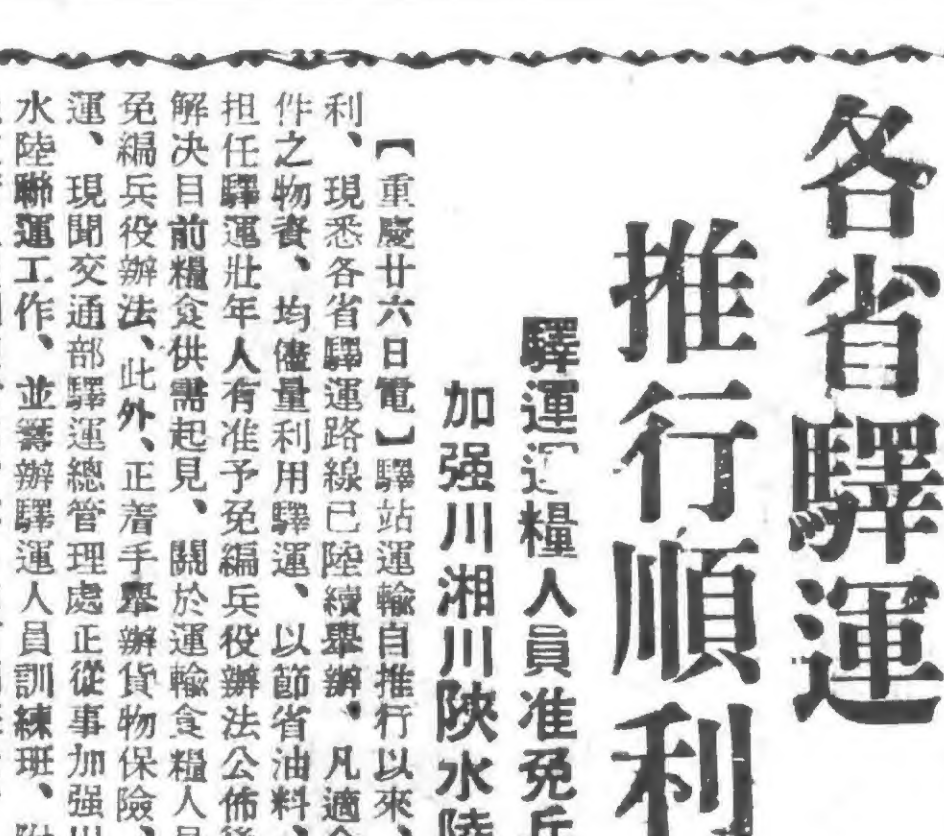 各省驛運
推行順利
驛運運糧人員准免兵
加强川湘川陝水陸
【重慶廿六日電】驛站運輸自推行以來、
利、現悉各省驛運路線已陸續舉辦。凡適合
件之物資、均儘量利用驛運、以節省油料、
担任驛運壯年人有准予免編兵役辦法公佈後
解决目前糧食供需起見、關於運輸食糧人員
免編兵役辦法、此外、正着手舉辦貨物保險、
運、現聞交通部驛運總管理處正從事加强川
水陸聯運工作、並籌辦驛運人員訓練班、附